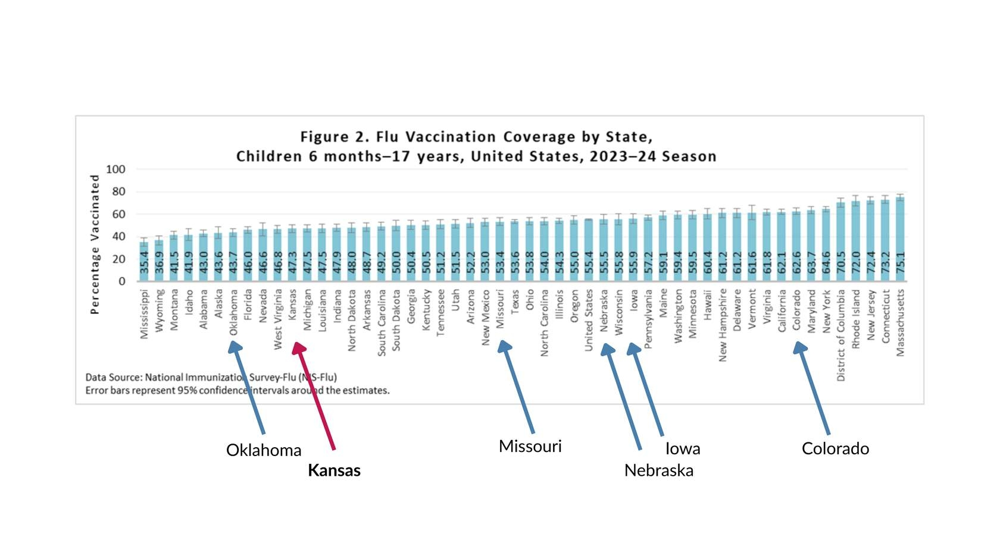 Figure 2. Flu Vaccination Coverage by State,
Children 6 months–17 years, United States, 2023–24 Season
Percentage Vaccinated
100
80
60
40
20
0
35.4
36.9
41.5
41.9
43.0
43.6
43.7
46.0
46.6
46.8
47.3
47.5
47.5
47.9
48.0
48.7
49.2
50.0
50.4
50.5
51.2
51.5
52.2
53.0
53.4
53.6
53.8
54.0
54.3
55.0
55.4
55.5
55.8
55.9
57.2
59.1
59.4
59.5
60.4
61.2
61.2
61.6
61.8
62.1
62.6
63.7
64.6
70.5
72.0
72.4
73.2
75.1
Mississippi
Wyoming
Montana
Idaho
Alabama
Alaska
Oklahoma
Florida
Nevada
West Virginia
Kansas
Michigan
Louisiana
Indiana
North Dakota
Arkansas
South Carolina
South Dakota
Georgia
Kentucky
Tennessee
Utah
Arizona
New Mexico
Missouri
Texas
Ohio
North Carolina
Illinois
Oregon
United States
Nebraska
Wisconsin
Iowa
Pennsylvania
Maine
Washington
Minnesota
Hawaii
New Hampshire
Delaware
Vermont
Virginia
California
Colorado
Maryland
New York
District of Columbia
Rhode Island
New Jersey
Connecticut
Massachusetts
Data Source: National Immunization Survey-Flu (NIS-Flu)
Error bars represent 95% confidence intervals around the estimates.
Oklahoma
Kansas
Missouri
Iowa
Nebraska
Colorado